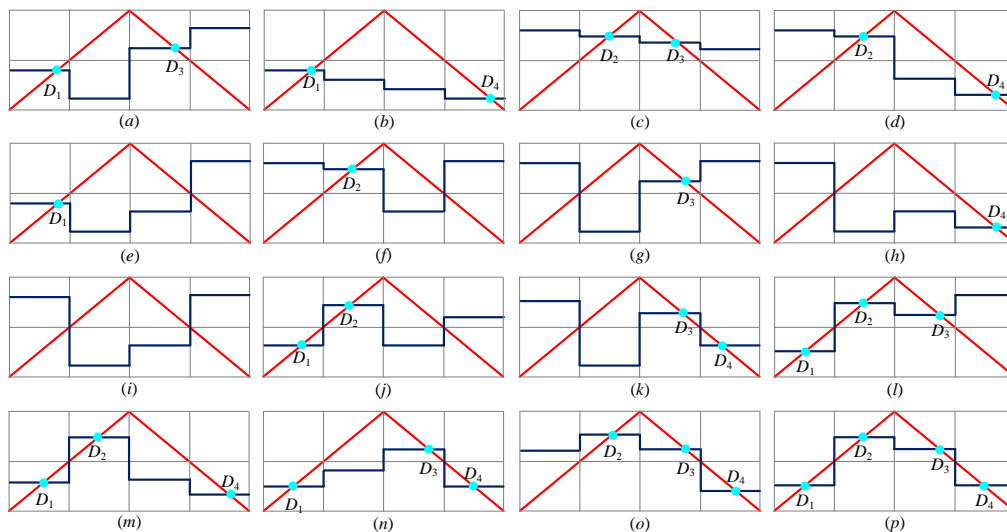 D1 D3
(a)
D1 D4
(b)
D2 D3
(c)
D2 D4
(d)
D1
(e)
D2
(f)
D3
(g)
D4
(h)
(i)
D1 D2
(j)
D3 D4
(k)
D1 D2 D3
(l)
D1 D2 D4
(m)
D1 D3 D4
(n)
D2 D3 D4
(o)
D1 D2 D3 D4
(p)